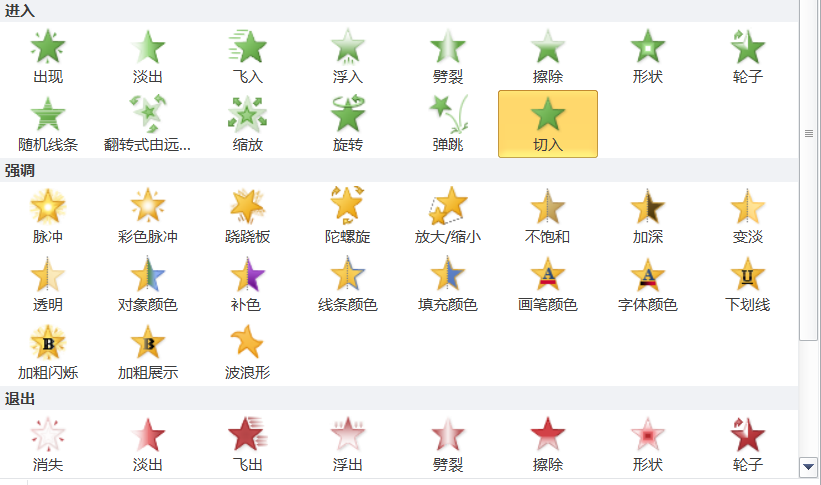 进入
出现 淡出 飞入 浮入 劈裂 擦除 形状 轮子
随机线条 翻转式由远... 缩放 旋转 弹跳 切入
强调
脉冲 彩色脉冲 跷跷板 陀螺旋 放大/缩小 不饱和 加深 变淡
透明 对象颜色 补色 线条颜色 填充颜色 画笔颜色 字体颜色 下划线
加粗闪烁 加粗展示 波浪形
退出
消失 淡出 飞出 浮出 劈裂 擦除 形状 轮子